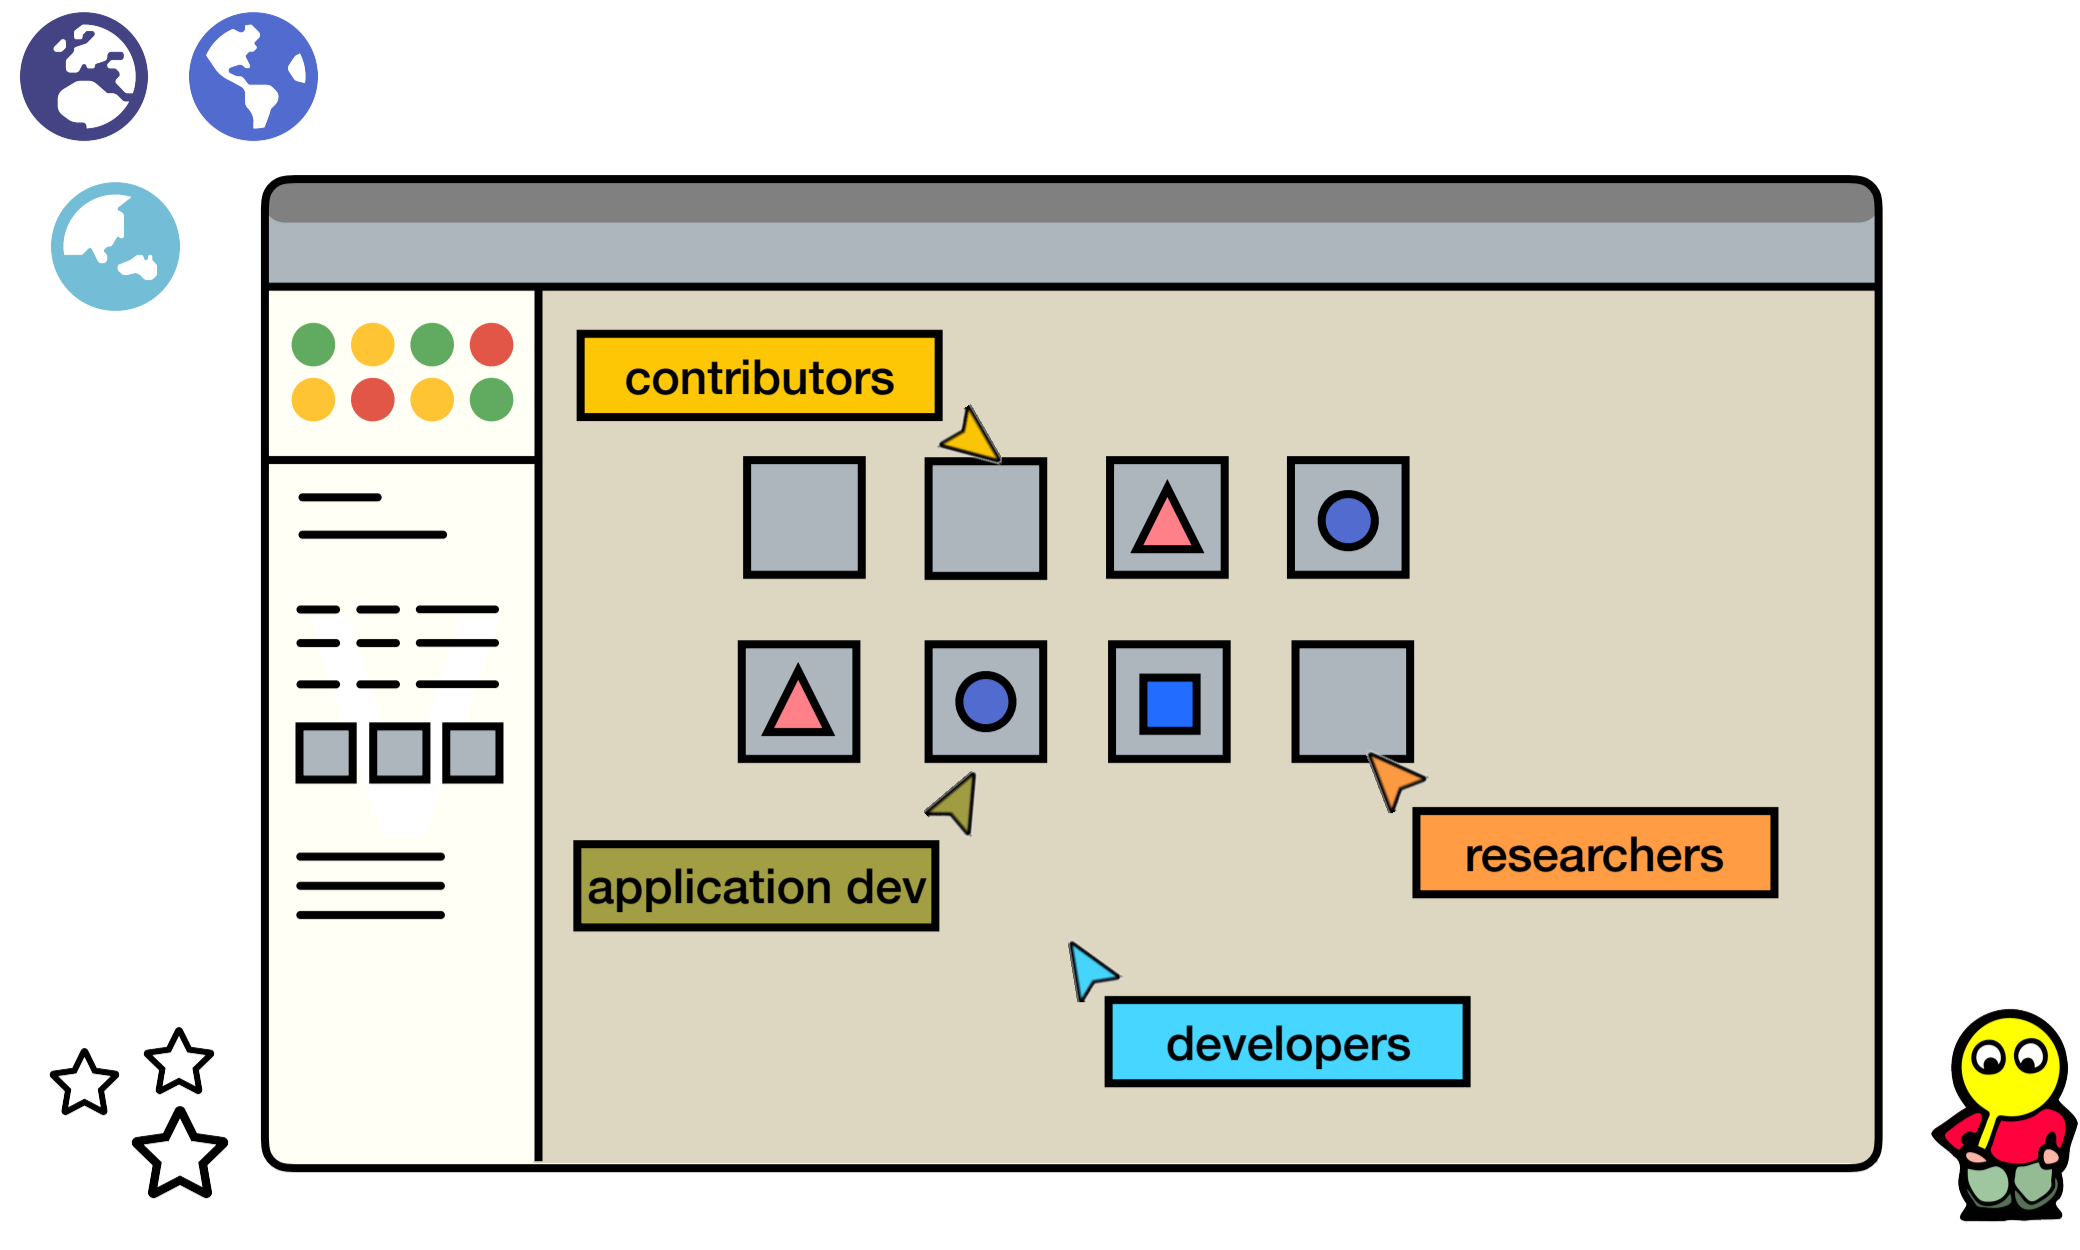 contributors
application dev
researchers
developers